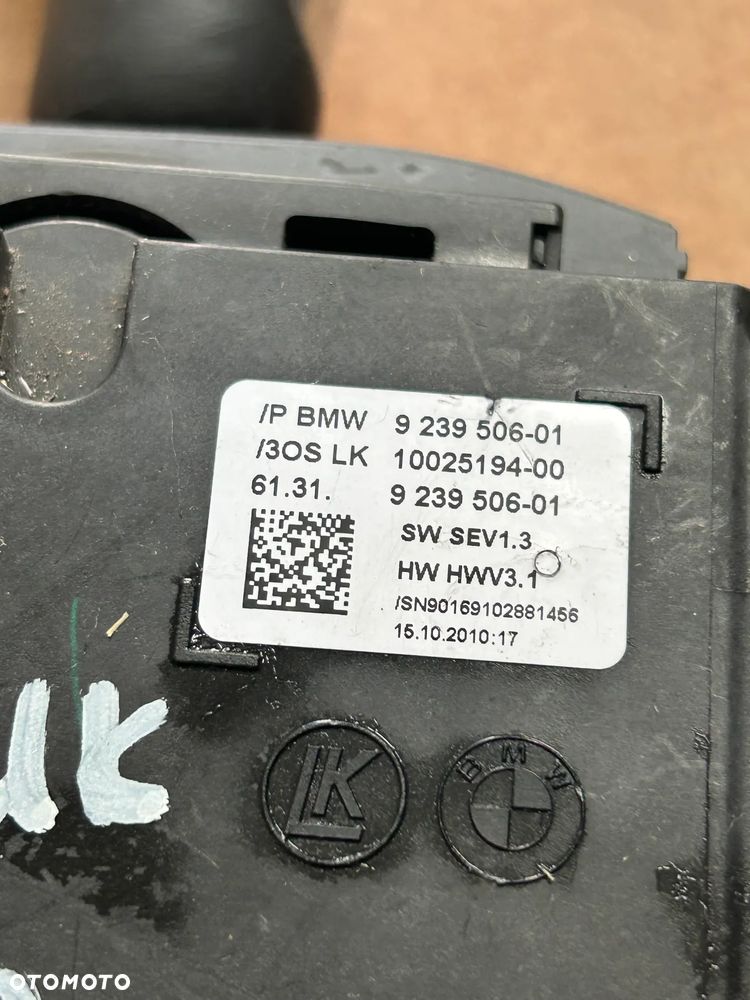 /P BMW 9 239 506-01
/3OS LK 10025194-00
61.31. 9 239 506-01
SW SEV1.3
HW HWV3.1
/SN90169102881456
15.10.2010:17
LK
BMW
OTOMOTO